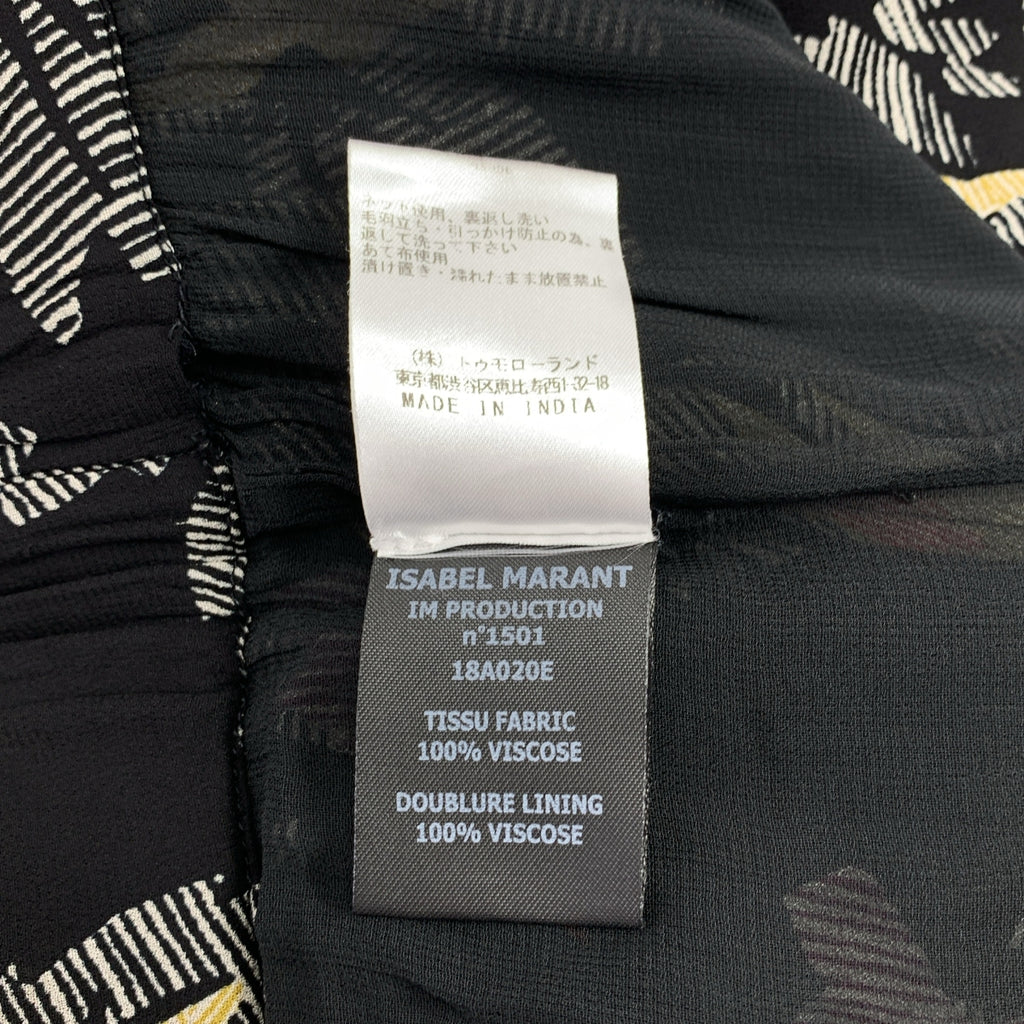 ネット使用、裏返し洗い
毛羽立ち・引っかけ防止の為、裏
返して洗って下さい
あて布使用
漬け置き・濡れたまま放置禁止
(株)トゥモローランド
東京都渋谷区恵比寿西1-32-18
MADE IN INDIA
ISABEL MARANT
IM PRODUCTION
n°1501
18A020E
TISSU FABRIC
100% VISCOSE
DOUBLURE LINING
100% VISCOSE